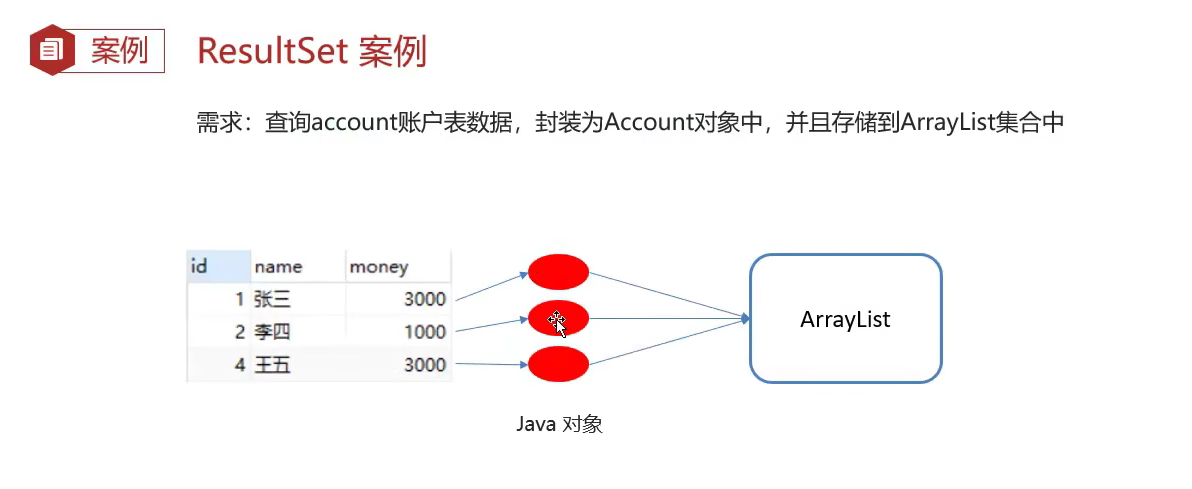 案例
ResultSet 案例
需求：查询account账户表数据，封装为Account对象中，并且存储到ArrayList集合中
id name money
1 张三 3000
2 李四 1000
4 王五 3000
ArrayList
Java 对象